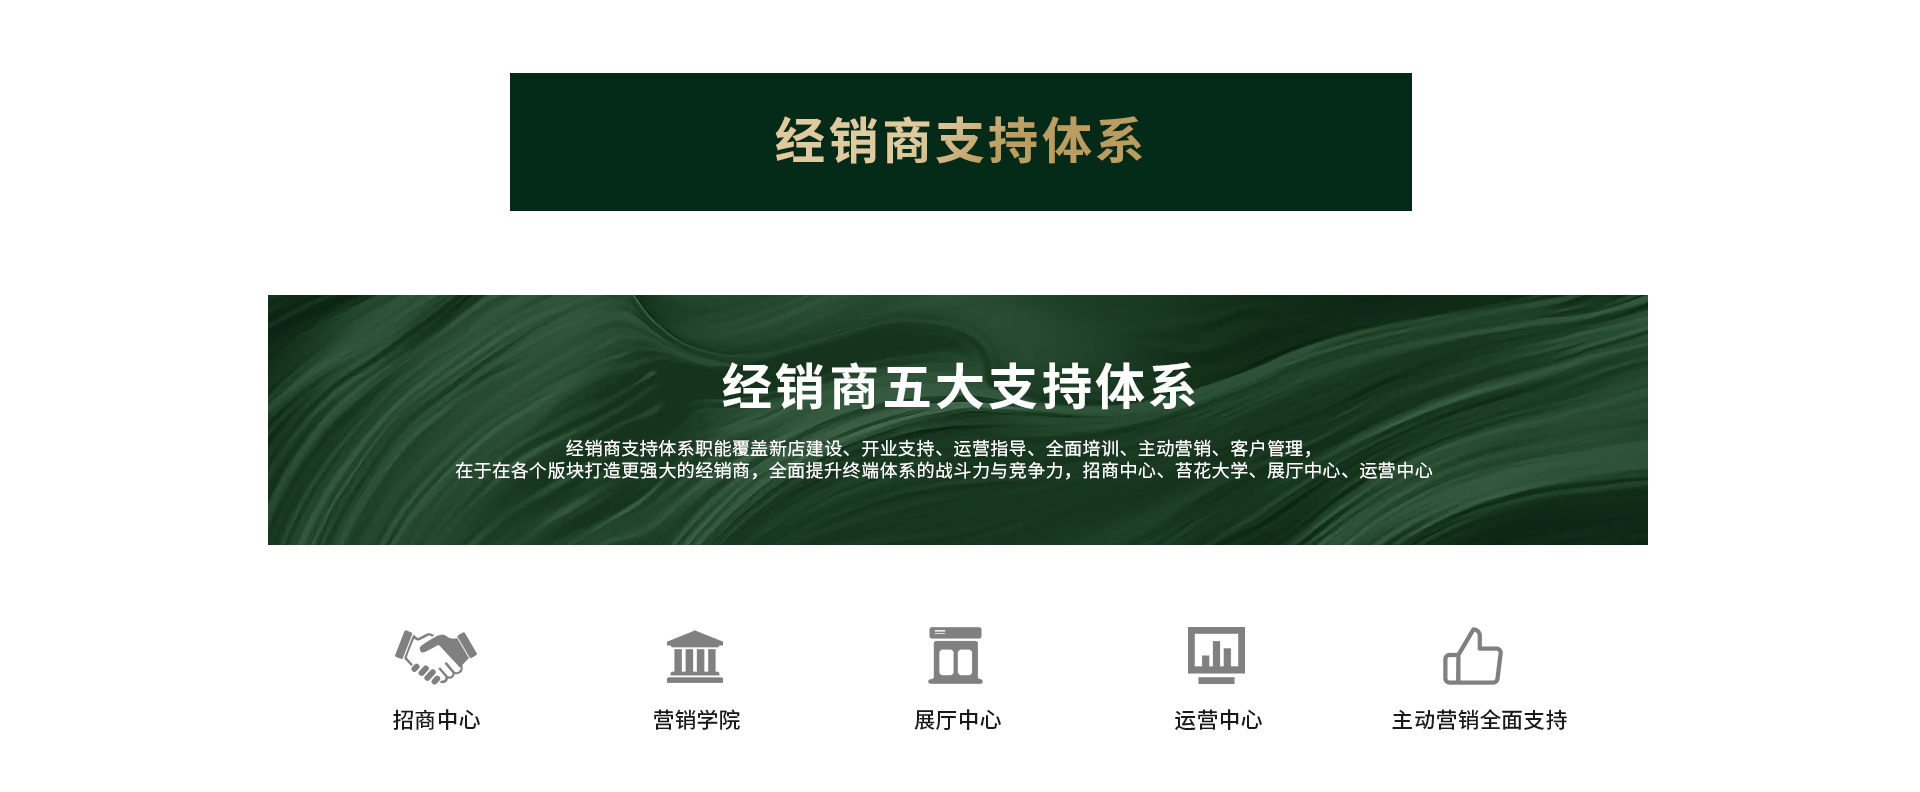 经销商支持体系
经销商五大支持体系
经销商支持体系职能覆盖新店建设、开业支持、运营指导、全面培训、主动营销、客户管理，
在于在各个版块打造更强大的经销商，全面提升终端体系的战斗力与竞争力，招商中心、苔花大学、展厅中心、运营中心
招商中心
营销学院
展厅中心
运营中心
主动营销全面支持